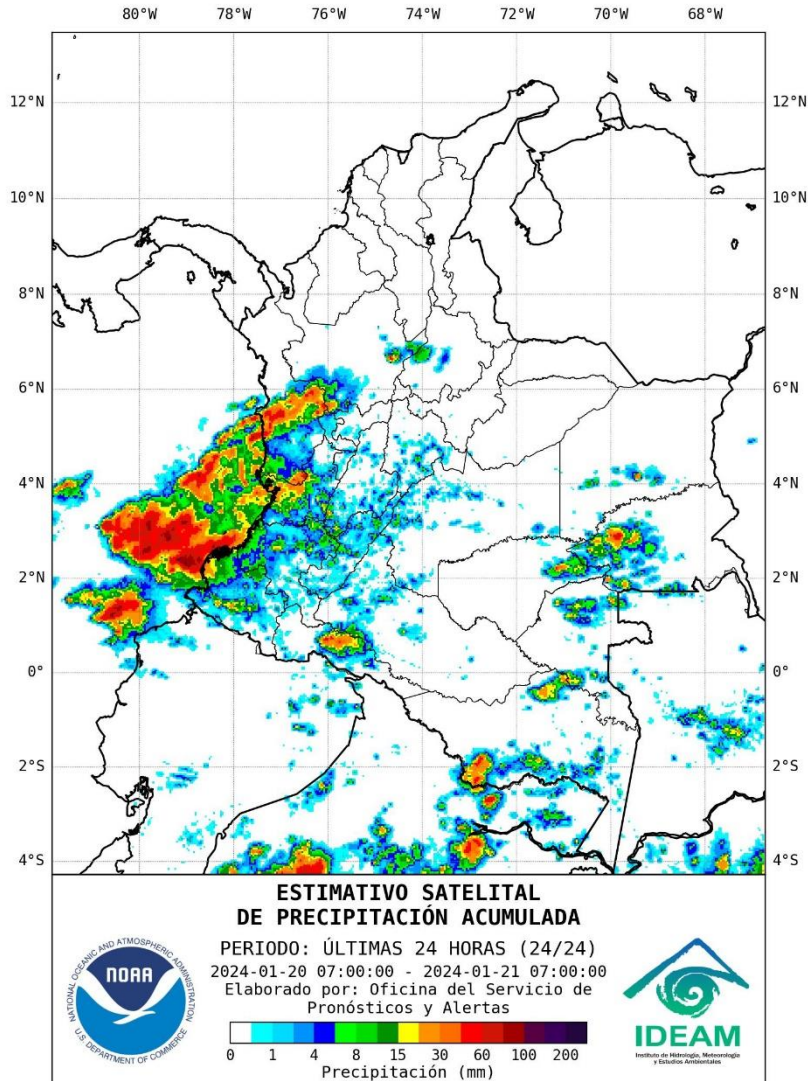 80°W 78°W 76°W 74°W 72°W 70°W 68°W
12°N 12°N
10°N 10°N
8°N 8°N
6°N 6°N
4°N 4°N
2°N 2°N
0° 0°
2°S 2°S
4°S 4°S
ESTIMATIVO SATELITAL
DE PRECIPITACIÓN ACUMULADA
PERIODO: ÚLTIMAS 24 HORAS (24/24)
2024-01-20 07:00:00 - 2024-01-21 07:00:00
Elaborado por: Oficina del Servicio de
Pronósticos y Alertas
0 1 4 8 15 30 60 100 200
Precipitación (mm)
NATIONAL OCEANIC AND ATMOSPHERIC ADMINISTRATION
NOAA
U.S. DEPARTMENT OF COMMERCE
IDEAM
Instituto de Hidrología, Meteorología
y Estudios Ambientales